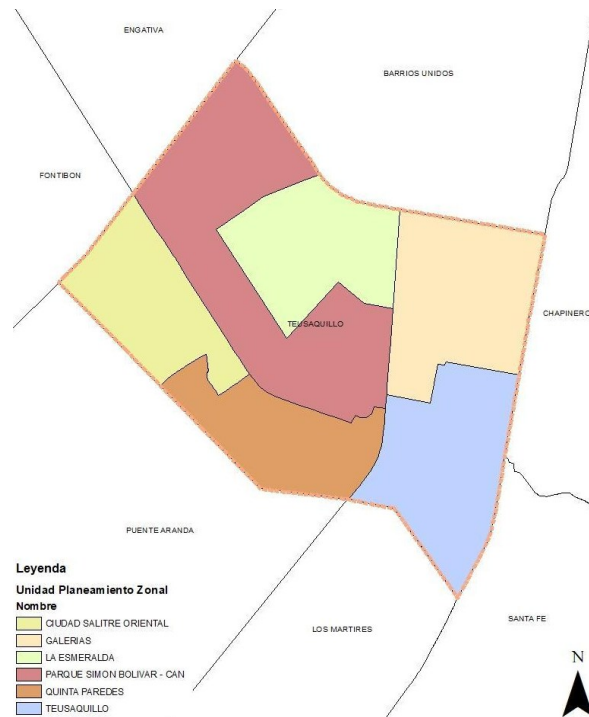 ENGATIVA
BARRIOS UNIDOS
FONTIBON
CHAPINERO
TEUSAQUILLO
PUENTE ARANDA
LOS MARTIRES
SANTA FE
Leyenda
Unidad Planeamiento Zonal
Nombre
CIUDAD SALITRE ORIENTAL
GALERIAS
LA ESMERALDA
PARQUE SIMON BOLIVAR - CAN
QUINTA PAREDES
TEUSAQUILLO
N